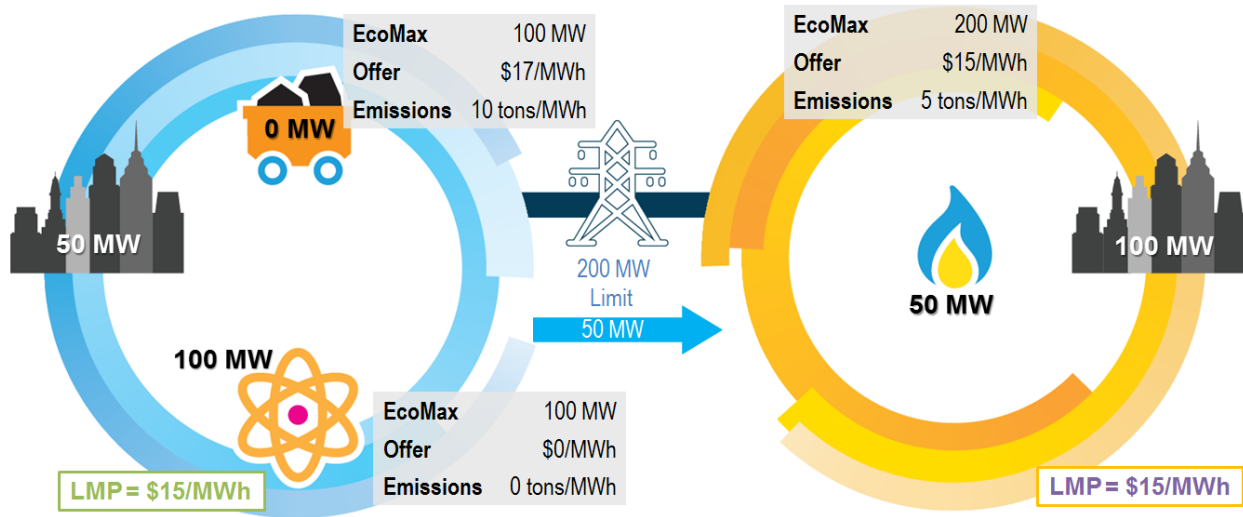 EcoMax 100 MW
Offer $17/MWh
Emissions 10 tons/MWh
0 MW
50 MW
100 MW
EcoMax 100 MW
Offer $0/MWh
Emissions 0 tons/MWh
LMP = $15/MWh
200 MW
Limit
50 MW
EcoMax 200 MW
Offer $15/MWh
Emissions 5 tons/MWh
50 MW
100 MW
LMP = $15/MWh